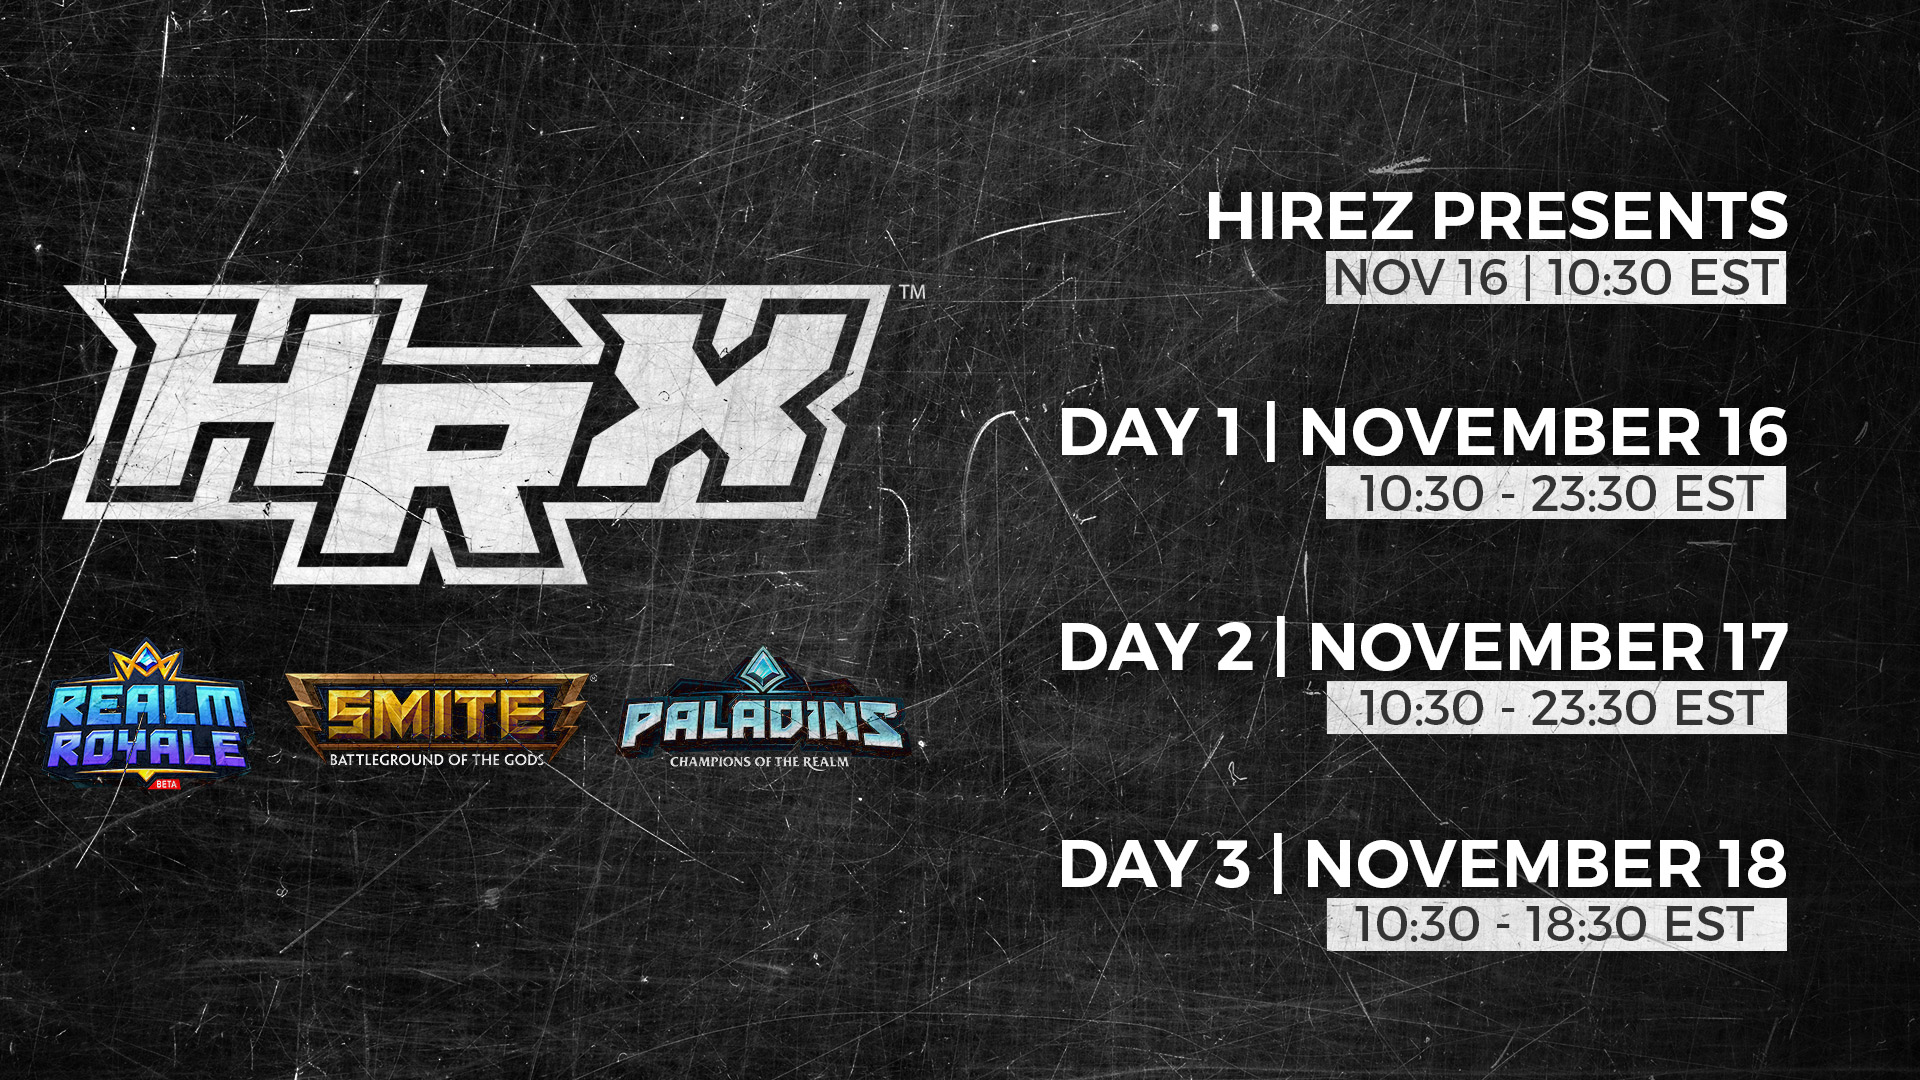 HRX™
REALM
ROYALE
BETA
SMITE®
BATTLEGROUND OF THE GODS
PALADINS
CHAMPIONS OF THE REALM
HIREZ PRESENTS
NOV 16 | 10:30 EST
DAY 1 | NOVEMBER 16
10:30 - 23:30 EST
DAY 2 | NOVEMBER 17
10:30 - 23:30 EST
DAY 3 | NOVEMBER 18
10:30 - 18:30 EST